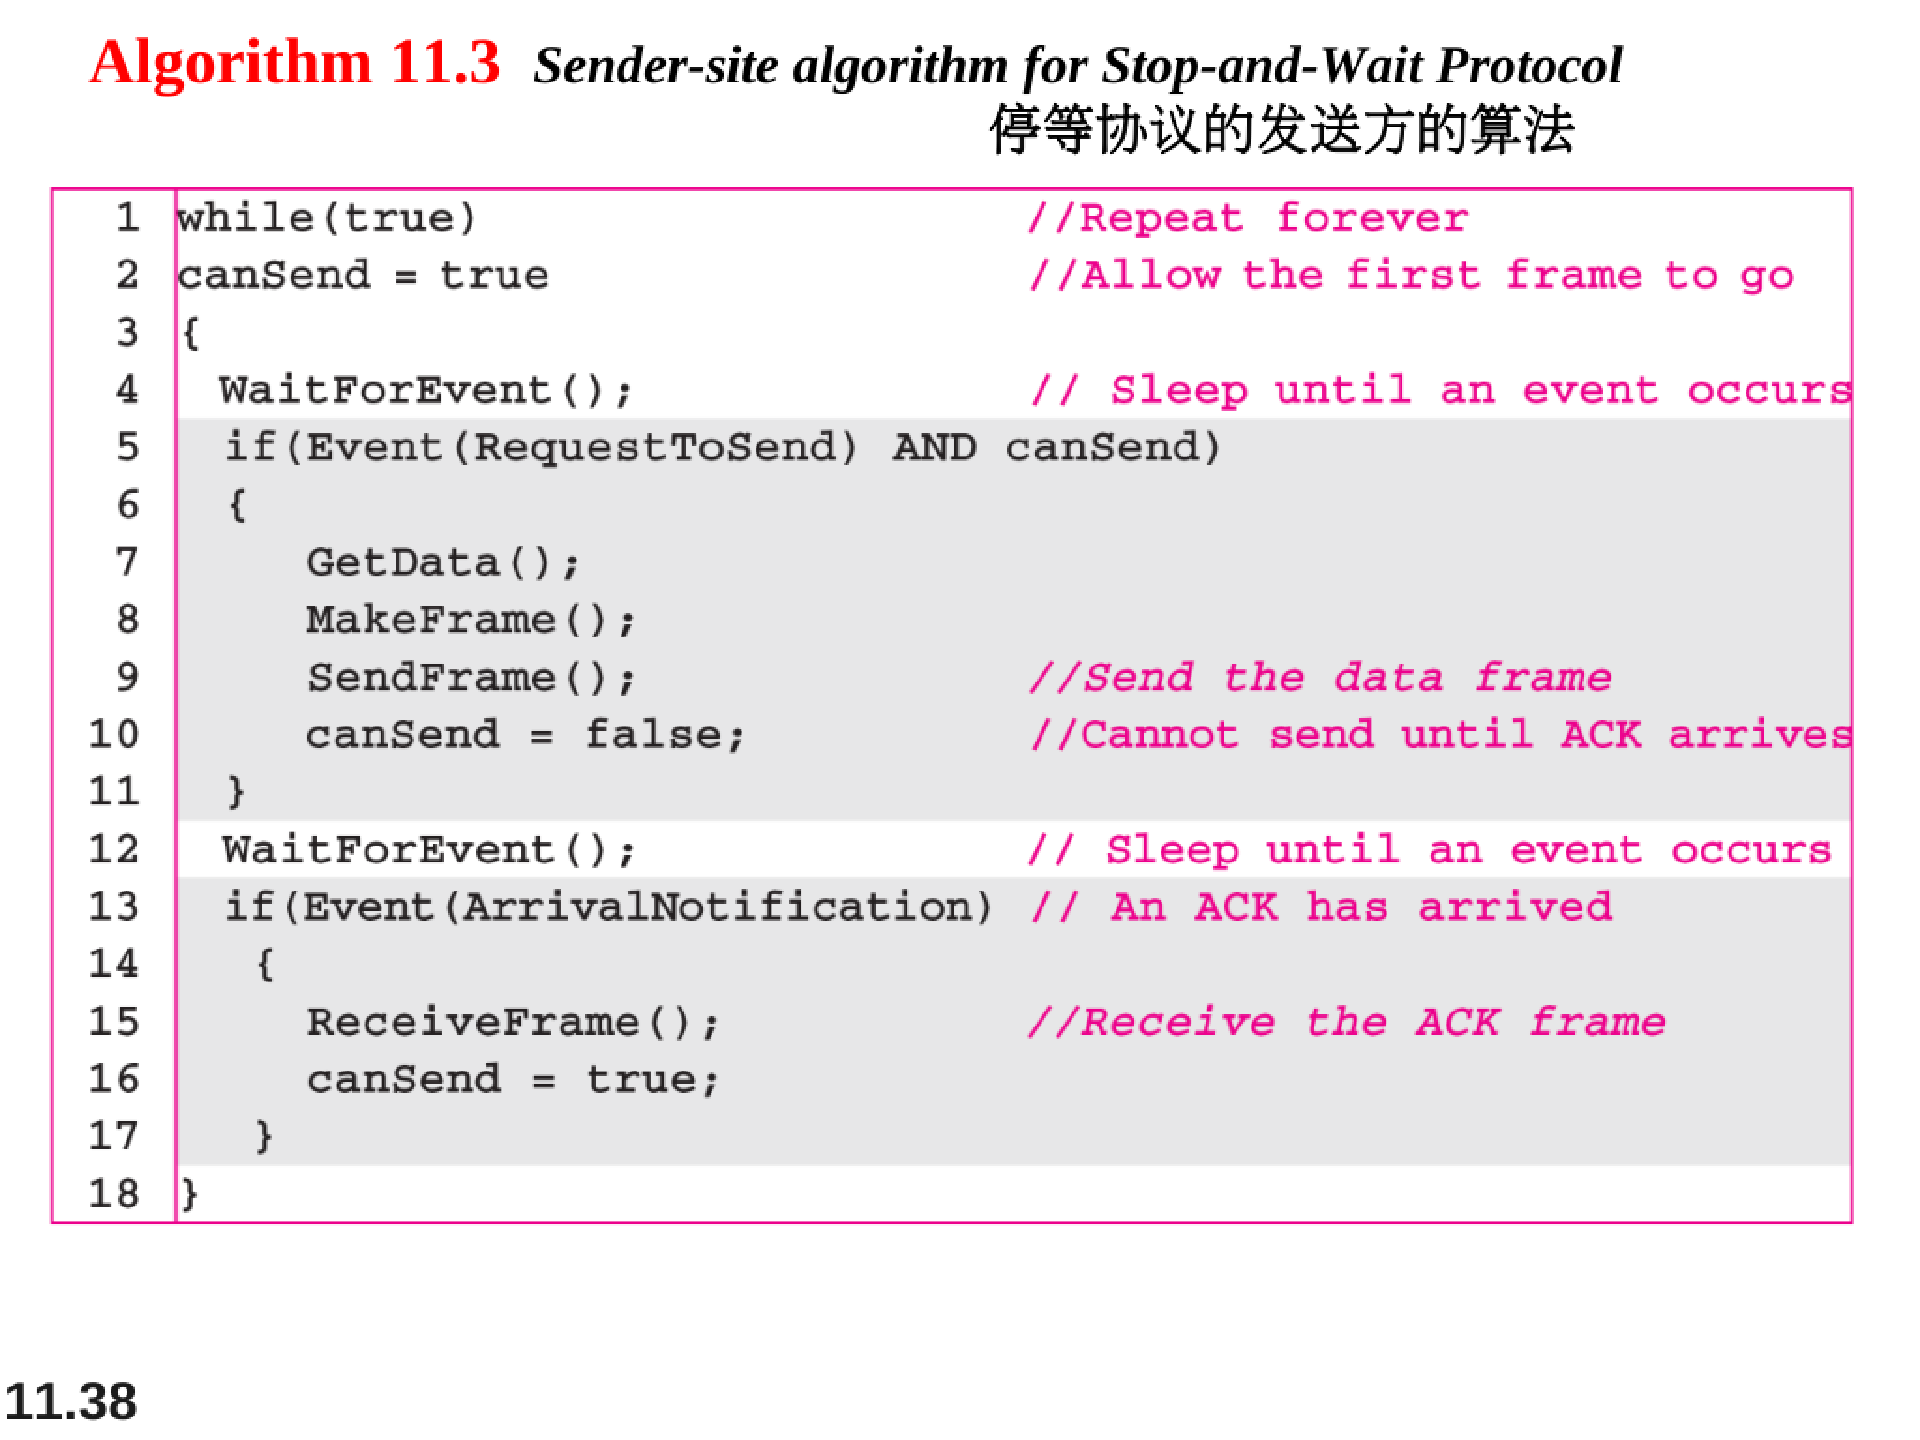 Algorithm 11.3 Sender-site algorithm for Stop-and-Wait Protocol
停等协议的发送方的算法
1 while(true) //Repeat forever
2 canSend = true //Allow the first frame to go
3 {
4 WaitForEvent(); // Sleep until an event occurs
5 if(Event(RequestToSend) AND canSend)
6 {
7 GetData();
8 MakeFrame();
9 SendFrame(); //Send the data frame
10 canSend = false; //Cannot send until ACK arrives
11 }
12 WaitForEvent(); // Sleep until an event occurs
13 if(Event(ArrivalNotification) // An ACK has arrived
14 {
15 ReceiveFrame(); //Receive the ACK frame
16 canSend = true;
17 }
18 }
11.38